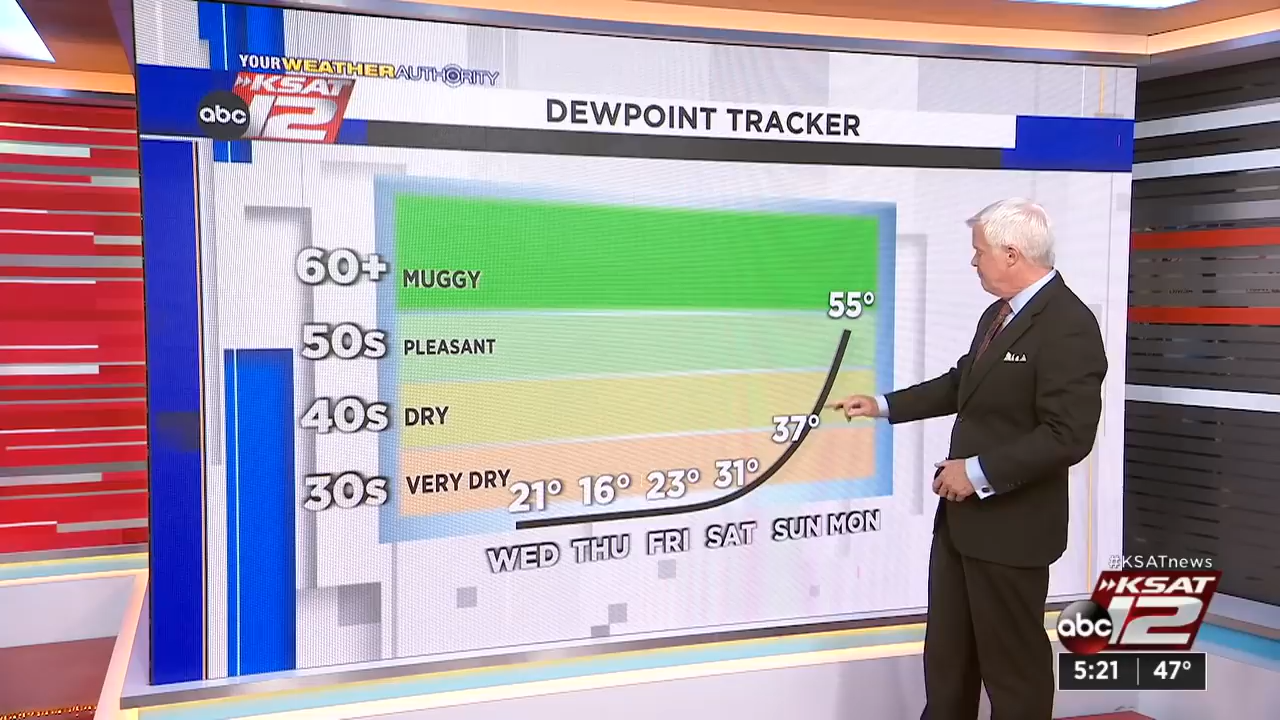 YOUR WEATHER AUTHORITY
abc KSAT 12
DEWPOINT TRACKER
60+ MUGGY
50s PLEASANT
40s DRY
30s VERY DRY
55°
37°
21° 16° 23° 31°
WED THU FRI SAT SUN MON
#KSATnews
abc KSAT 12
5:21 47°